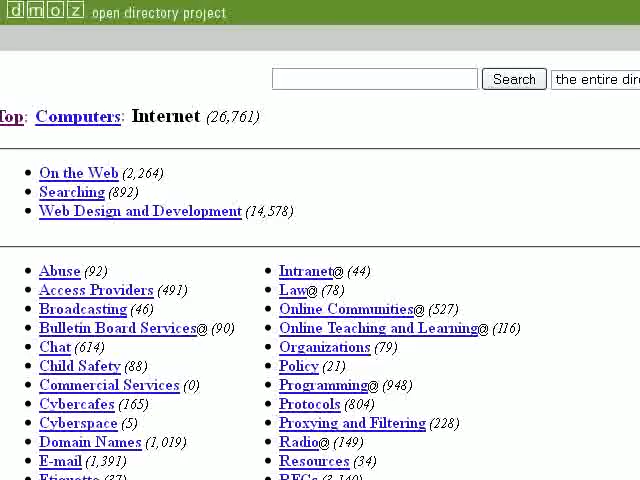 dmoz open directory project
Search the entire dir
Top: Computers: Internet (26,761)
On the Web (2,264)
Searching (892)
Web Design and Development (14,578)
Abuse (92)
Access Providers (491)
Broadcasting (46)
Bulletin Board Services@ (90)
Chat (614)
Child Safety (88)
Commercial Services (0)
Cybercafes (165)
Cyberspace (5)
Domain Names (1,019)
E-mail (1,391)
Etiquette (37)
Intranet@ (44)
Law@ (78)
Online Communities@ (527)
Online Teaching and Learning@ (116)
Organizations (79)
Policy (21)
Programming@ (948)
Protocols (804)
Proxying and Filtering (228)
Radio@ (149)
Resources (34)
RFCs (3,140)